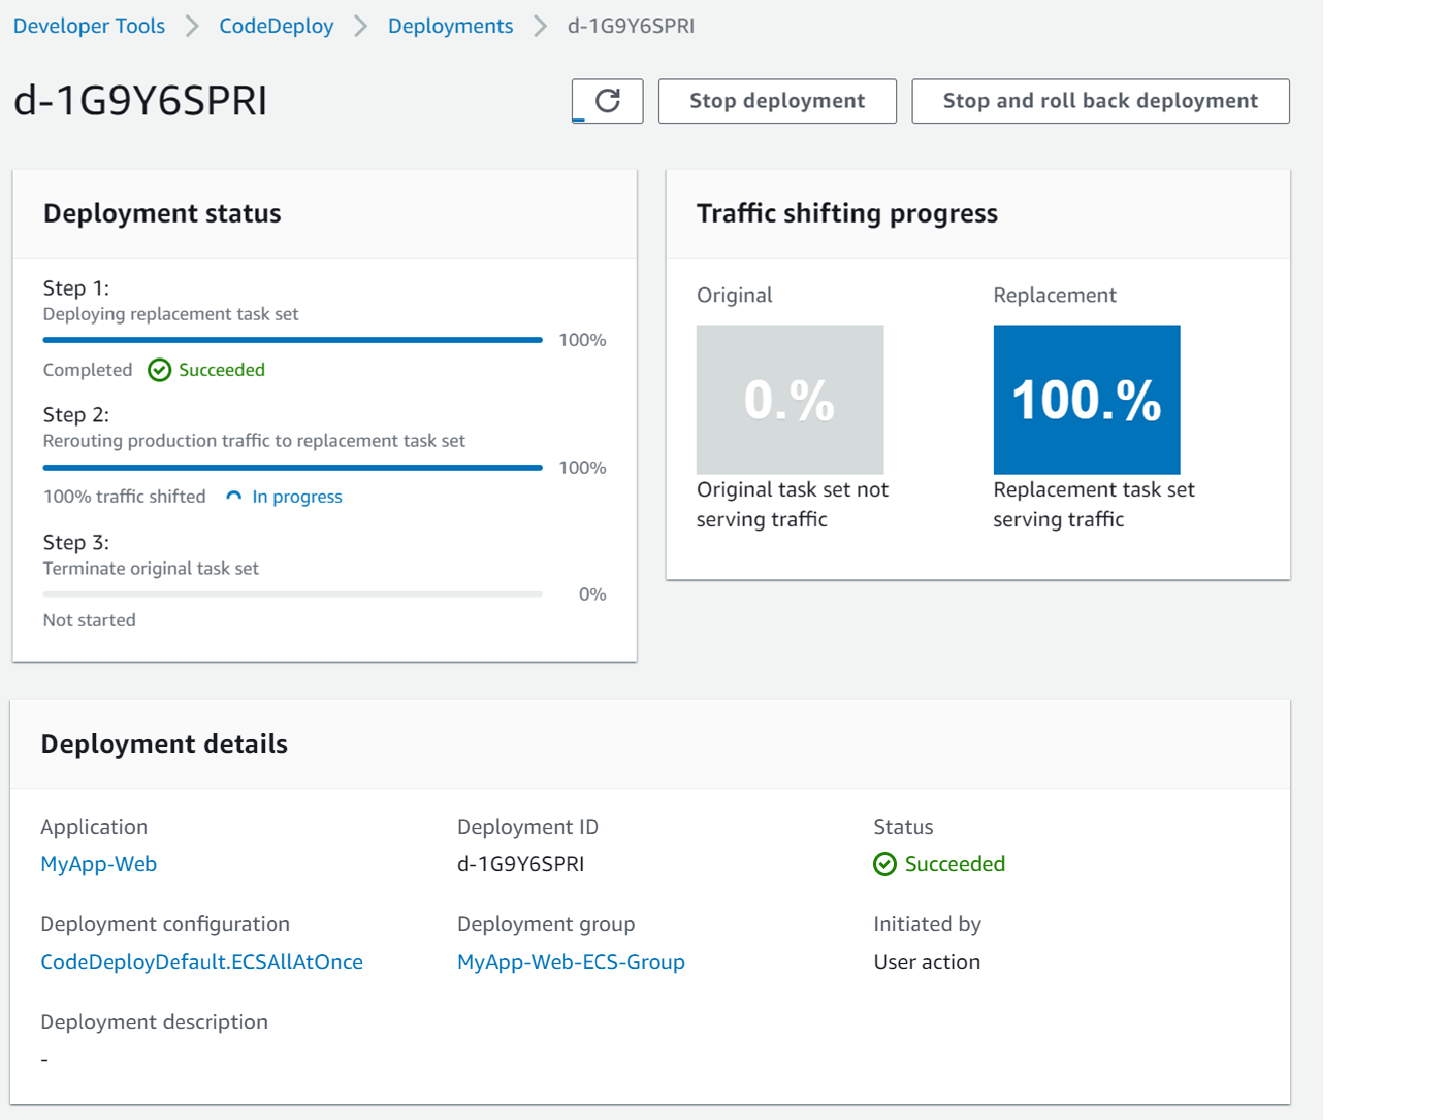 Developer Tools > CodeDeploy > Deployments > d-1G9Y6SPRI
d-1G9Y6SPRI
Stop deployment
Stop and roll back deployment
Deployment status
Step 1:
Deploying replacement task set
100%
Completed Succeeded
Step 2:
Rerouting production traffic to replacement task set
100%
100% traffic shifted In progress
Step 3:
Terminate original task set
0%
Not started
Traffic shifting progress
Original
0.%
Original task set not
serving traffic
Replacement
100.%
Replacement task set
serving traffic
Deployment details
Application
MyApp-Web
Deployment ID
d-1G9Y6SPRI
Status
Succeeded
Deployment configuration
CodeDeployDefault.ECSAllAtOnce
Deployment group
MyApp-Web-ECS-Group
Initiated by
User action
Deployment description
-